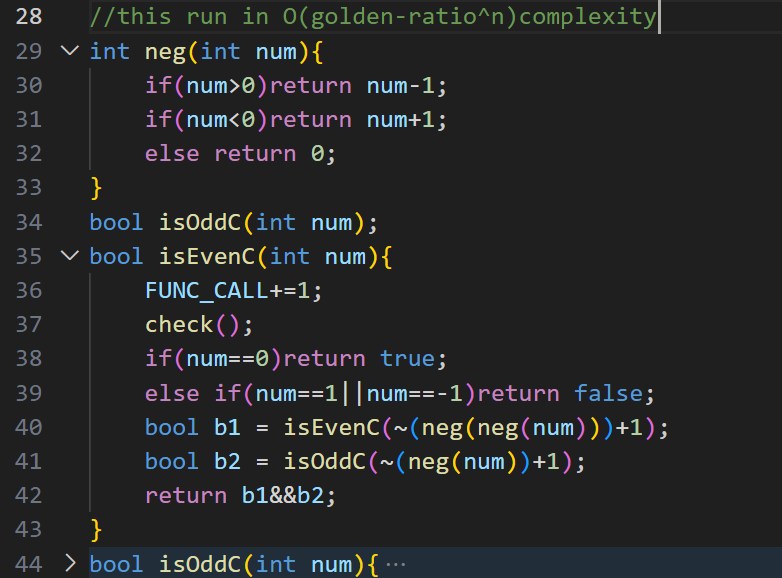 28 //this run in O(golden-ratio^n)complexity
29 int neg(int num){
30 if(num>0)return num-1;
31 if(num<0)return num+1;
32 else return 0;
33 }
34 bool isOddC(int num);
35 bool isEvenC(int num){
36 FUNC_CALL+=1;
37 check();
38 if(num==0)return true;
39 else if(num==1||num==-1)return false;
40 bool b1 = isEvenC(~(neg(neg(num)))+1);
41 bool b2 = isOddC(~(neg(num))+1);
42 return b1&&b2;
43 }
44 bool isOddC(int num){ ···